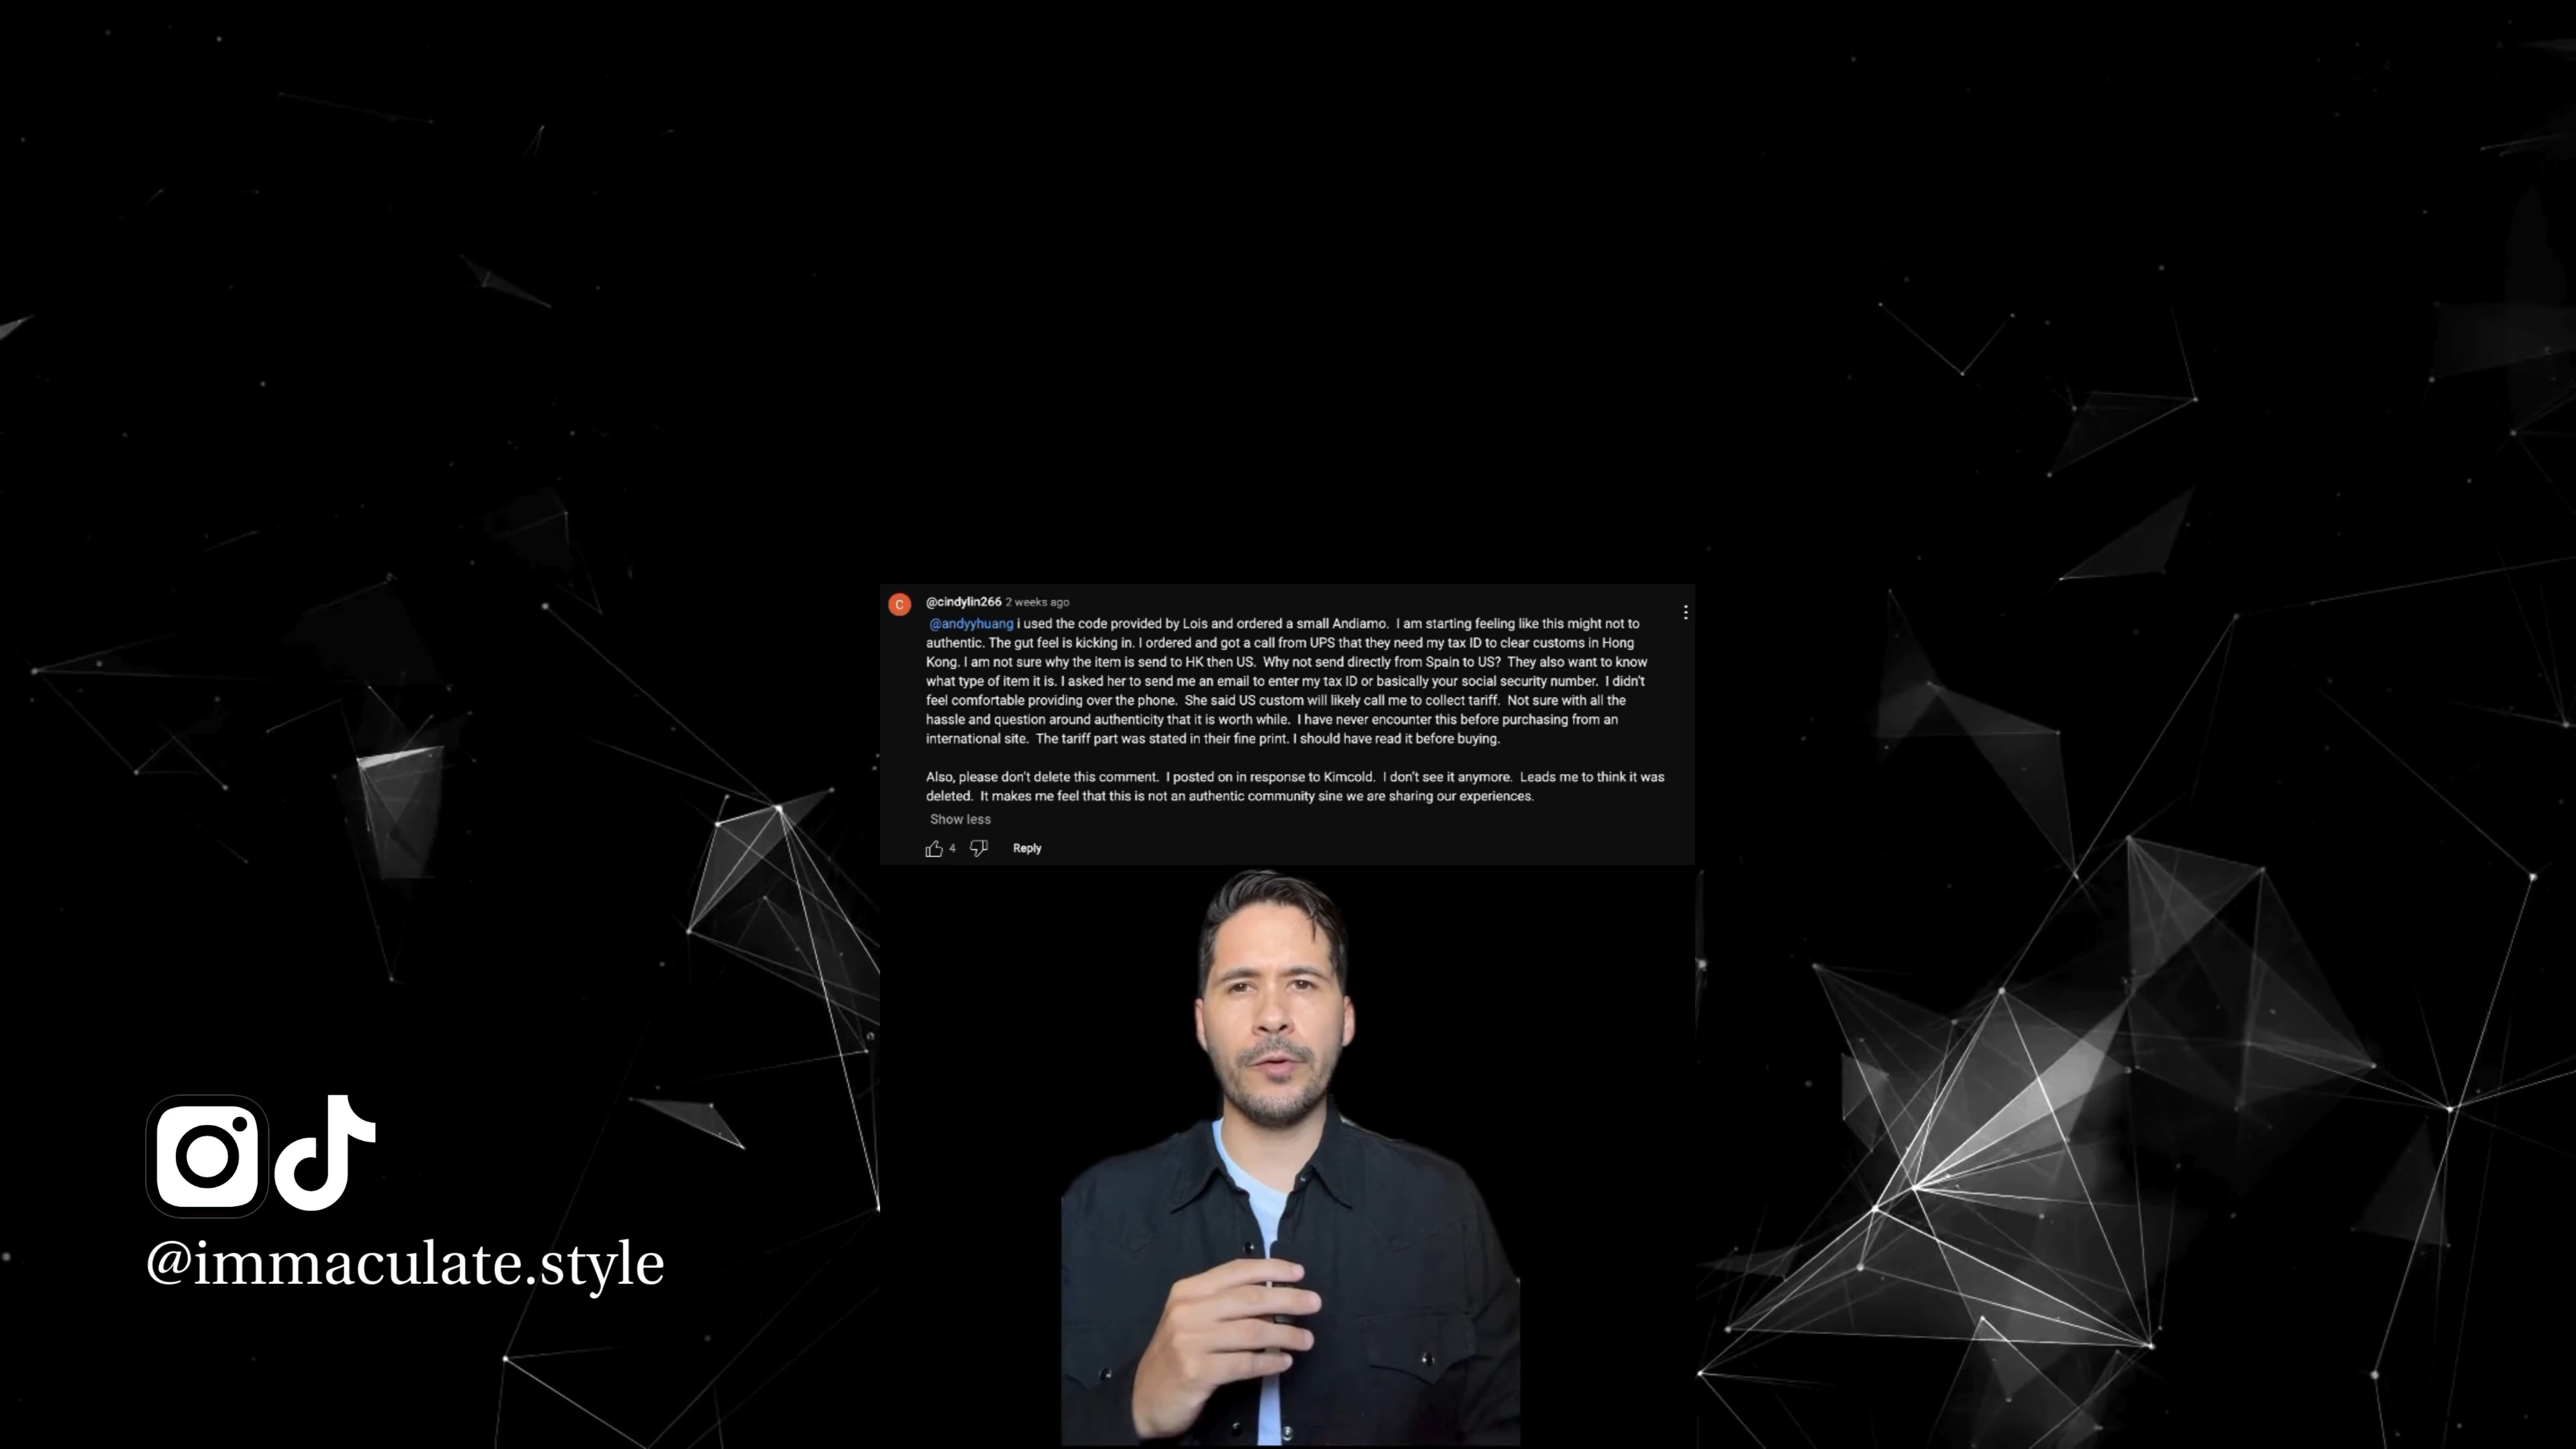 C
@cindylin266 2 weeks ago
@andyyhuang i used the code provided by Lois and ordered a small Andiamo. I am starting feeling like this might not to
authentic. The gut feel is kicking in. I ordered and got a call from UPS that they need my tax ID to clear customs in Hong
Kong. I am not sure why the item is send to HK then US. Why not send directly from Spain to US? They also want to know
what type of item it is. I asked her to send me an email to enter my tax ID or basically your social security number. I didn't
feel comfortable providing over the phone. She said US custom will likely call me to collect tariff. Not sure with all the
hassle and question around authenticity that it is worth while. I have never encounter this before purchasing from an
international site. The tariff part was stated in their fine print. I should have read it before buying.
Also, please don't delete this comment. I posted on in response to Kimcold. I don't see it anymore. Leads me to think it was
deleted. It makes me feel that this is not an authentic community sine we are sharing our experiences.
Show less
4 Reply
@immaculate.style